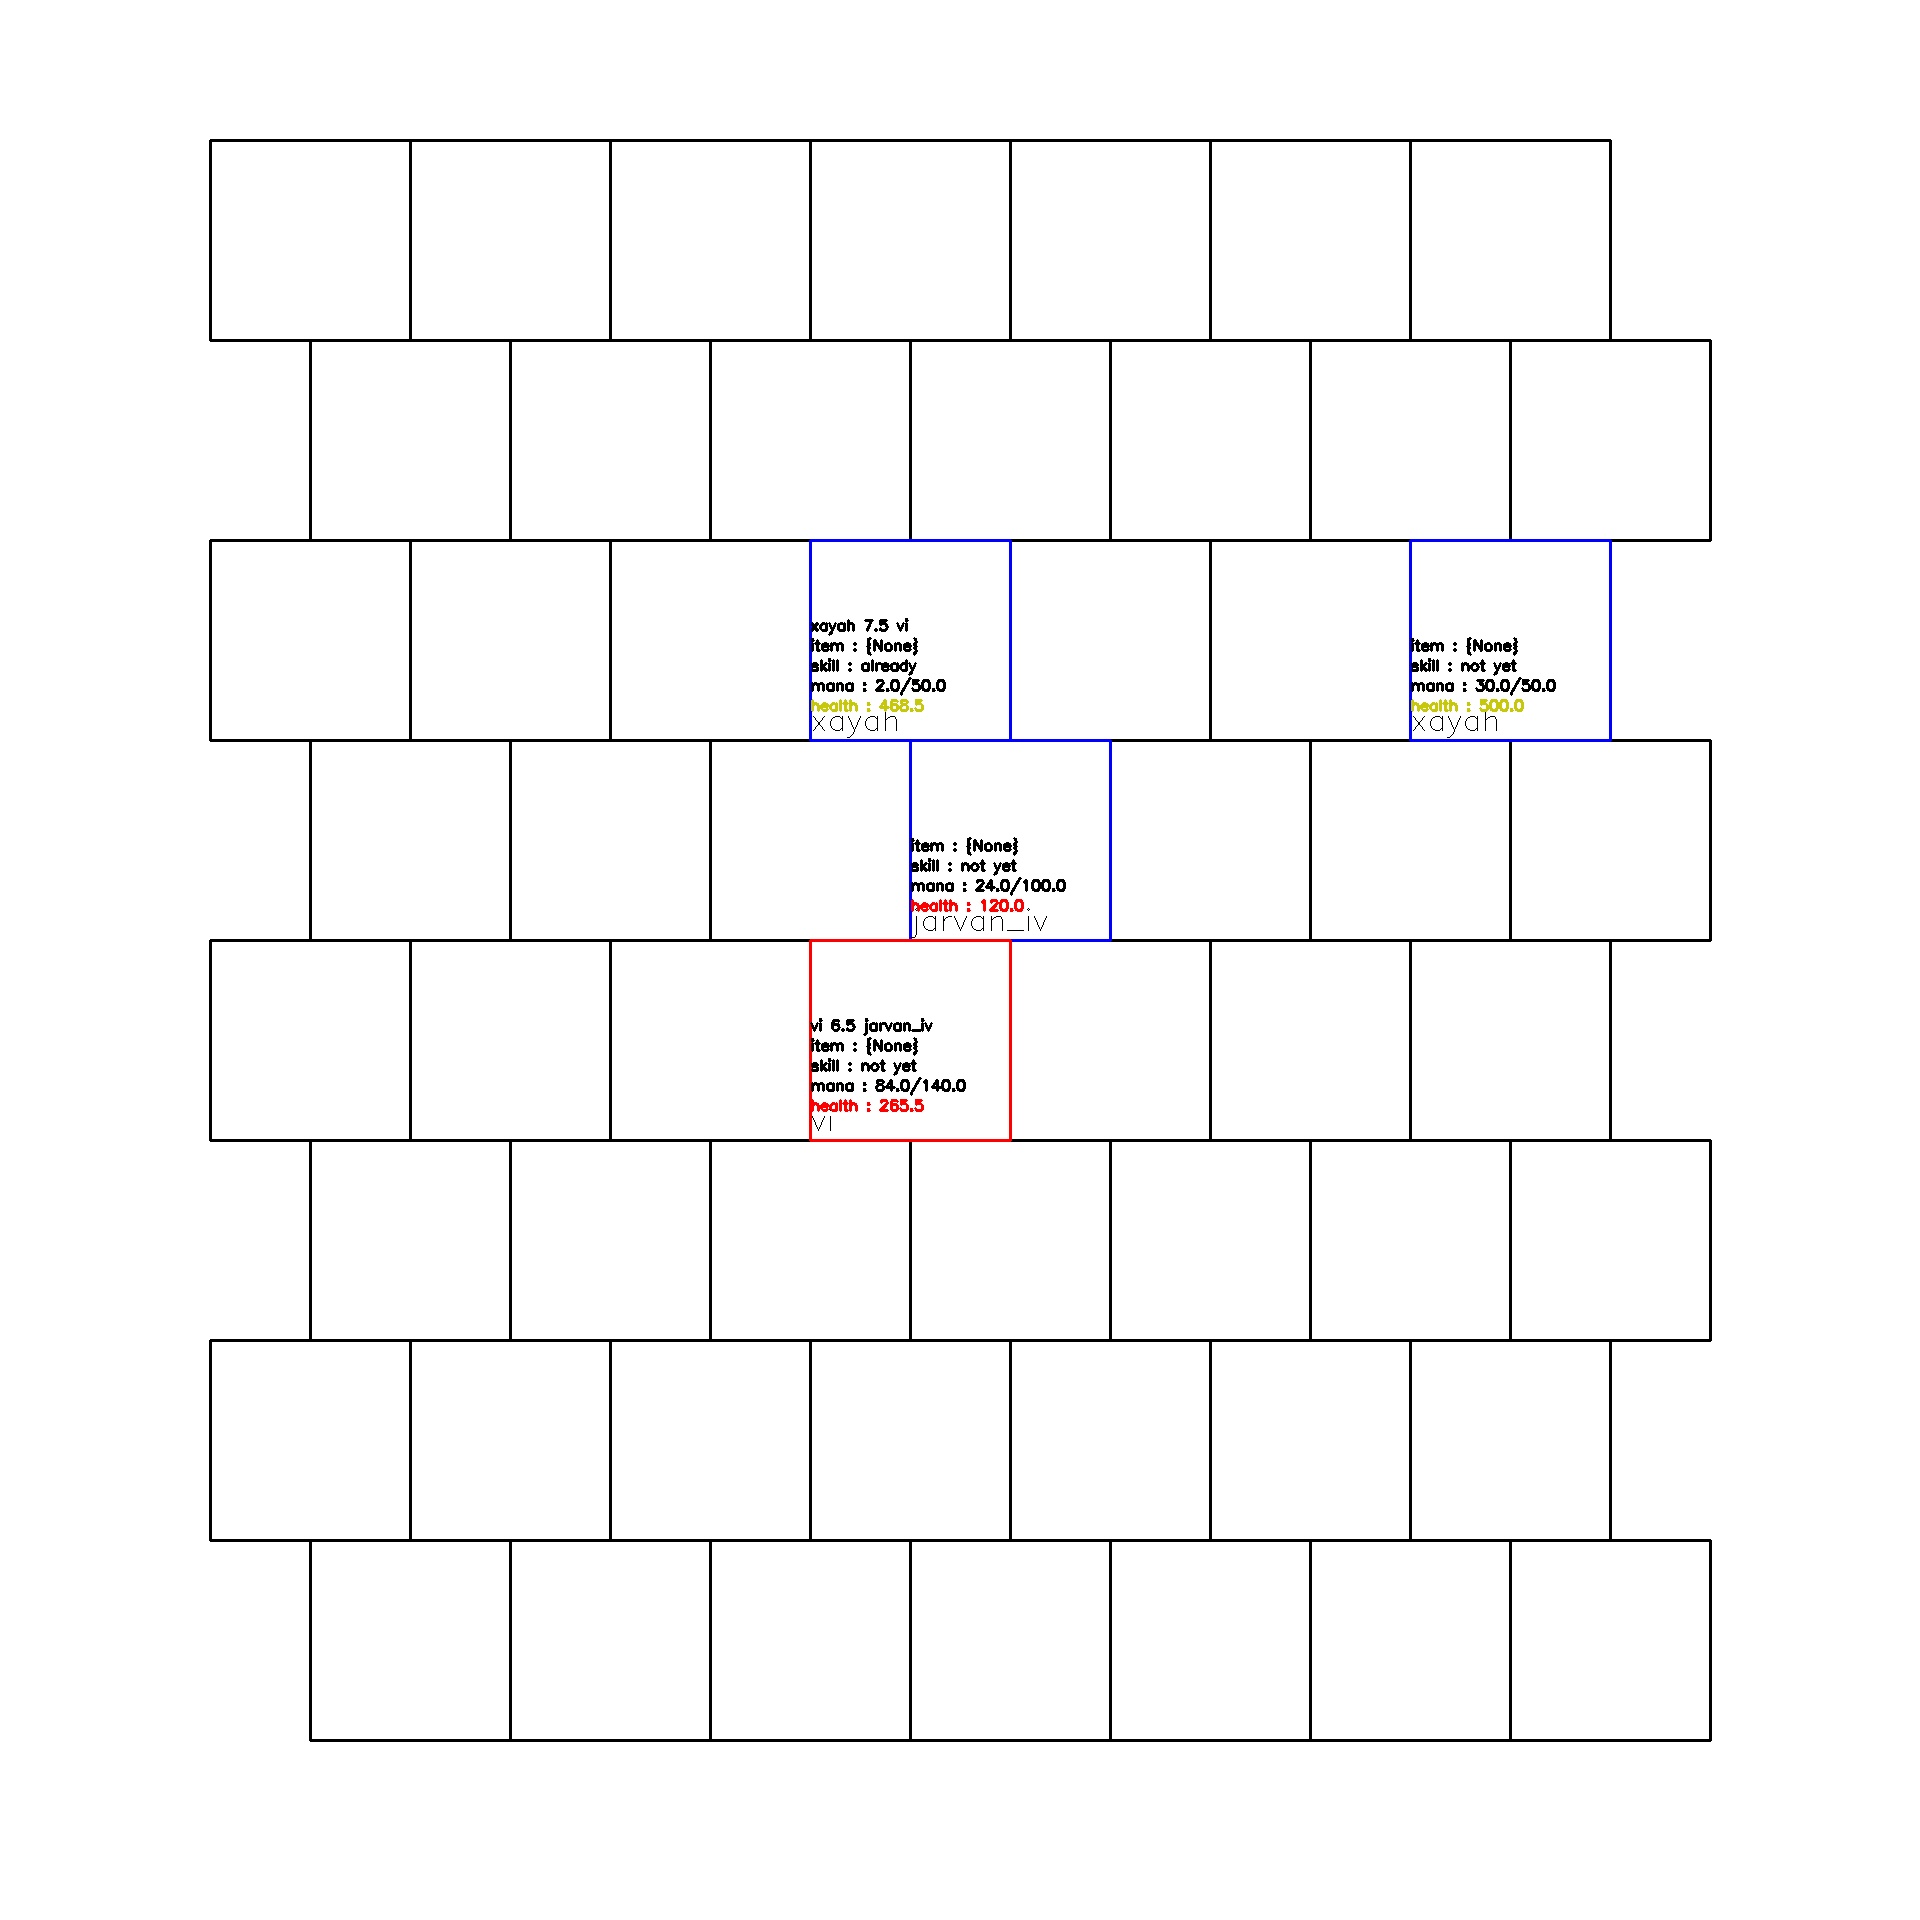 xayah 7.5 vi
item : {None}
skill : already
mana : 2.0/50.0
health : 468.5
xayah
item : {None}
skill : not yet
mana : 30.0/50.0
health : 500.0
xayah
item : {None}
skill : not yet
mana : 24.0/100.0
health : 120.0
jarvan_iv
vi 6.5 jarvan_iv
item : {None}
skill : not yet
mana : 84.0/140.0
health : 265.5
vi